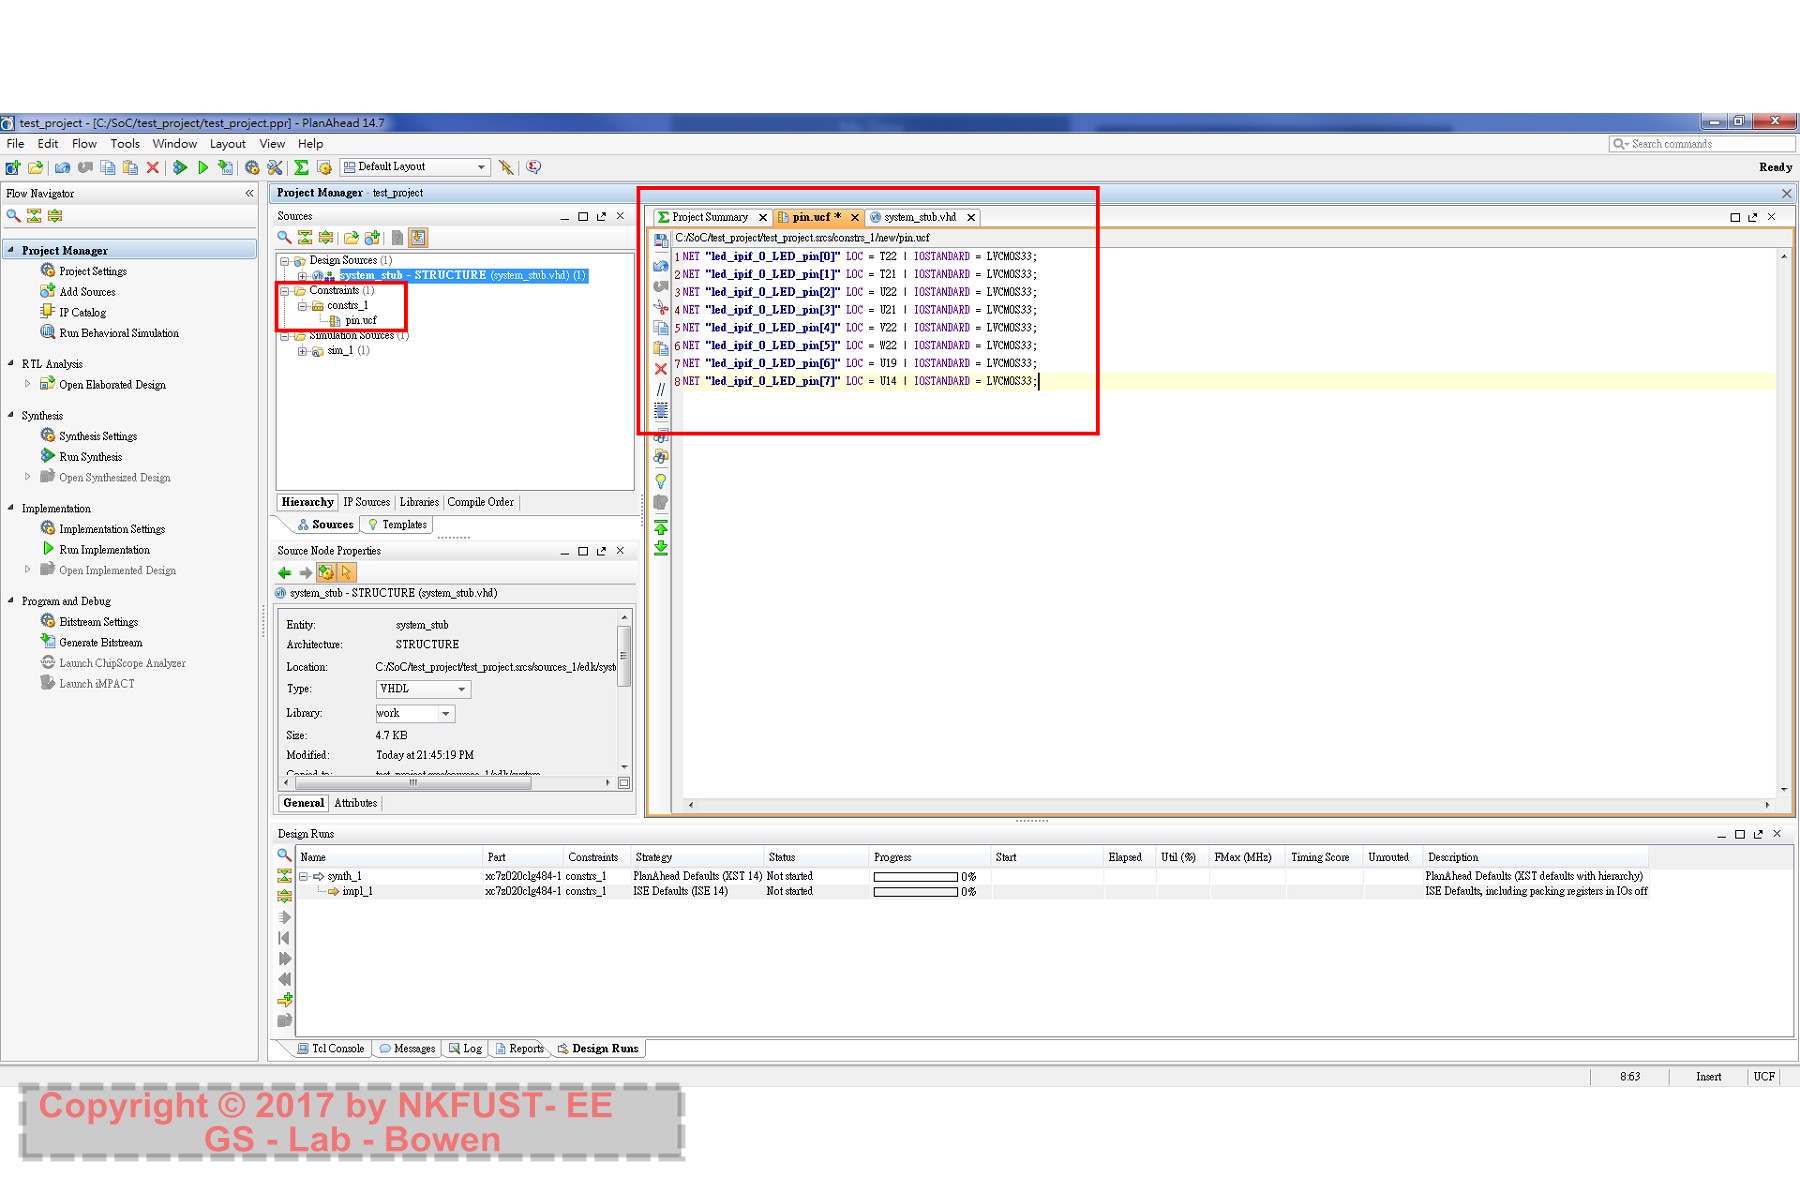 test_project - [C:/SoC/test_project/test_project.ppr] - PlanAhead 14.7
File Edit Flow Tools Window Layout View Help
Search commands
Default Layout
Ready
Flow Navigator
Project Manager
Project Settings
Add Sources
IP Catalog
Run Behavioral Simulation
RTL Analysis
Open Elaborated Design
Synthesis
Synthesis Settings
Run Synthesis
Open Synthesized Design
Implementation
Implementation Settings
Run Implementation
Open Implemented Design
Program and Debug
Bitstream Settings
Generate Bitstream
Launch ChipScope Analyzer
Launch iMPACT
Project Manager - test_project
Sources
Design Sources (1)
system_stub - STRUCTURE (system_stub.vhd) (1)
Constraints (1)
constrs_1
pin.ucf
Simulation Sources (1)
sim_1 (1)
Hierarchy IP Sources Libraries Compile Order
Sources Templates
Source Node Properties
system_stub - STRUCTURE (system_stub.vhd)
Entity: system_stub
Architecture: STRUCTURE
Location: C:/SoC/test_project/test_project.srcs/sources_1/edk/syst
Type: VHDL
Library: work
Size: 4.7 KB
Modified: Today at 21:45:19 PM
Copied to: test_project.srcs/sources_1/edk/system
General Attributes
Project Summary pin.ucf * system_stub.vhd
C:/SoC/test_project/test_project.srcs/constrs_1/new/pin.ucf
1 NET "led_ipif_0_LED_pin[0]" LOC = T22 | IOSTANDARD = LVCMOS33;
2 NET "led_ipif_0_LED_pin[1]" LOC = T21 | IOSTANDARD = LVCMOS33;
3 NET "led_ipif_0_LED_pin[2]" LOC = U22 | IOSTANDARD = LVCMOS33;
4 NET "led_ipif_0_LED_pin[3]" LOC = U21 | IOSTANDARD = LVCMOS33;
5 NET "led_ipif_0_LED_pin[4]" LOC = V22 | IOSTANDARD = LVCMOS33;
6 NET "led_ipif_0_LED_pin[5]" LOC = W22 | IOSTANDARD = LVCMOS33;
7 NET "led_ipif_0_LED_pin[6]" LOC = U19 | IOSTANDARD = LVCMOS33;
8 NET "led_ipif_0_LED_pin[7]" LOC = U14 | IOSTANDARD = LVCMOS33;
Design Runs
Name Part Constraints Strategy Status Progress Start Elapsed Util (%) FMax (MHz) Timing Score Unrouted Description
synth_1 xc7z020clg484-1 constrs_1 PlanAhead Defaults (XST 14) Not started 0% PlanAhead Defaults (XST defaults with hierarchy)
impl_1 xc7z020clg484-1 constrs_1 ISE Defaults (ISE 14) Not started 0% ISE Defaults, including packing registers in IOs off
Tcl Console Messages Log Reports Design Runs
8:63 Insert UCF
Copyright © 2017 by NKFUST- EE
GS - Lab - Bowen